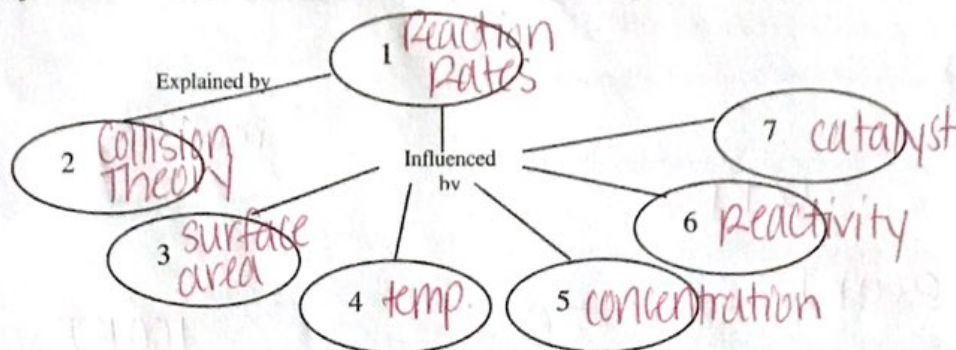 1 Reaction
Rates
Explained by
2 Collision
Theory
Influenced
by
7 catalyst
6 Reactivity
3 surface
area
4 temp.
5 concentration